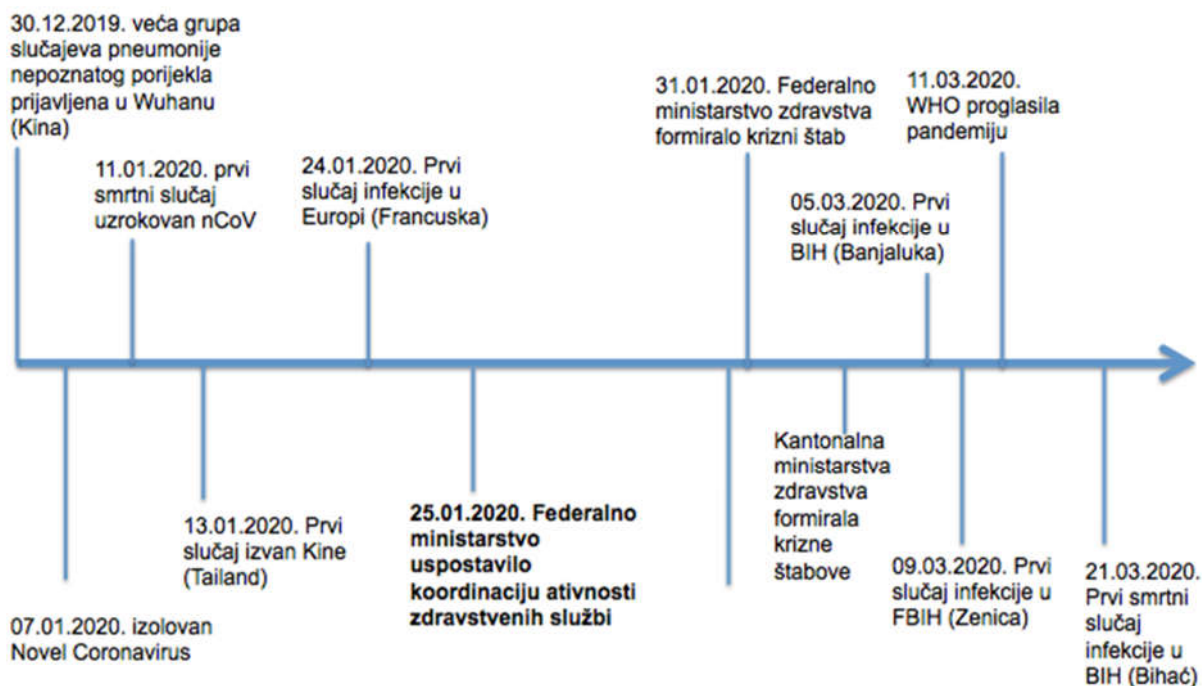 30.12.2019. veća grupa
slučajeva pneumonije
nepoznatog porijekla
prijavljena u Wuhanu
(Kina)
11.01.2020. prvi
smrtni slučaj
uzrokovan nCoV
24.01.2020. Prvi
slučaj infekcije u
Europi (Francuska)
31.01.2020. Federalno
ministarstvo zdravstva
formiralo krizni štab
05.03.2020. Prvi
slučaj infekcije u
BIH (Banjaluka)
11.03.2020.
WHO proglasila
pandemiju
07.01.2020. izolovan
Novel Coronavirus
13.01.2020. Prvi
slučaj izvan Kine
(Tailand)
25.01.2020. Federalno
ministarstvo
uspostavilo
koordinaciju ativnosti
zdravstvenih službi
Kantonalna
ministarstva
zdravstva
formirala
krizne
štabove
09.03.2020. Prvi
slučaj infekcije u
FBIH (Zenica)
21.03.2020.
Prvi smrtni
slučaj
infekcije u
BIH (Bihać)